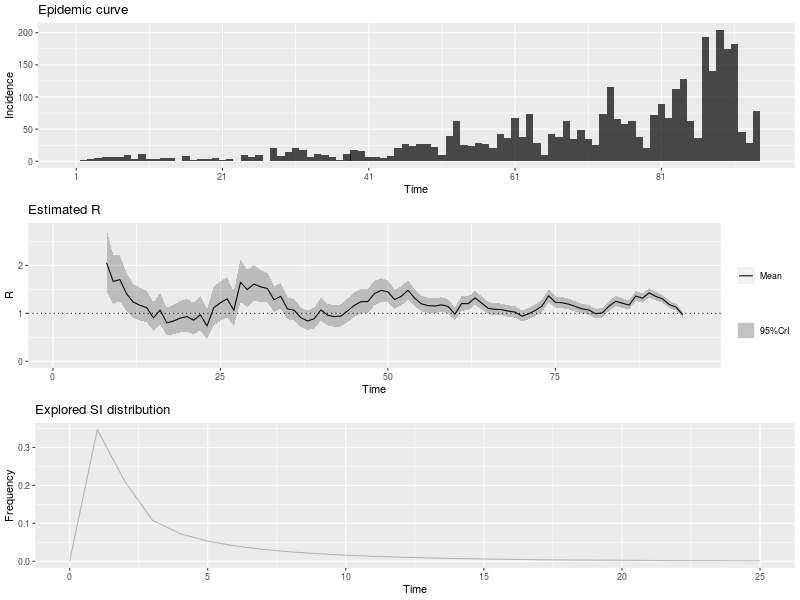 Epidemic curve
Incidence
200
150
100
50
0
1 21 41 61 81
Time
Estimated R
R
2
1
0
0 25 50 75
Time
Mean
95%CrI
Explored SI distribution
Frequency
0.3
0.2
0.1
0.0
0 5 10 15 20 25
Time